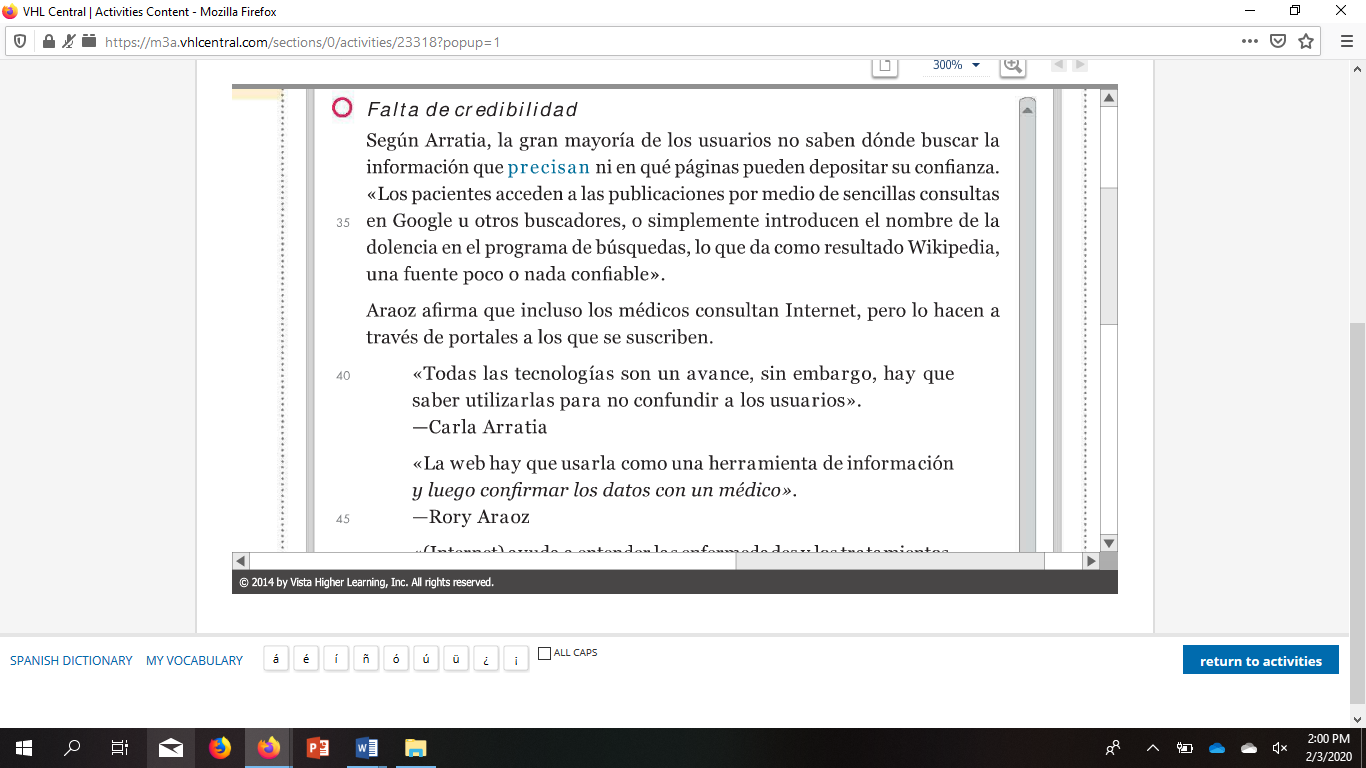 VHL Central | Activities Content - Mozilla Firefox
https://m3a.vhlcentral.com/sections/0/activities/23318?popup=1
300%
Falta de credibilidad
Según Arratia, la gran mayoría de los usuarios no saben dónde buscar la
información que precisan ni en qué páginas pueden depositar su confianza.
«Los pacientes acceden a las publicaciones por medio de sencillas consultas
35 en Google u otros buscadores, o simplemente introducen el nombre de la
dolencia en el programa de búsquedas, lo que da como resultado Wikipedia,
una fuente poco o nada confiable».
Araoz afirma que incluso los médicos consultan Internet, pero lo hacen a
través de portales a los que se suscriben.
40 «Todas las tecnologías son un avance, sin embargo, hay que
saber utilizarlas para no confundir a los usuarios».
—Carla Arratia
«La web hay que usarla como una herramienta de información
y luego confirmar los datos con un médico».
45 —Rory Araoz
«(Internet) ayuda a entender las enfermedades y los tratamientos
© 2014 by Vista Higher Learning, Inc. All rights reserved.
SPANISH DICTIONARY MY VOCABULARY á é í ñ ó ú ü ¿ ¡ ALL CAPS
return to activities
2:00 PM
2/3/2020